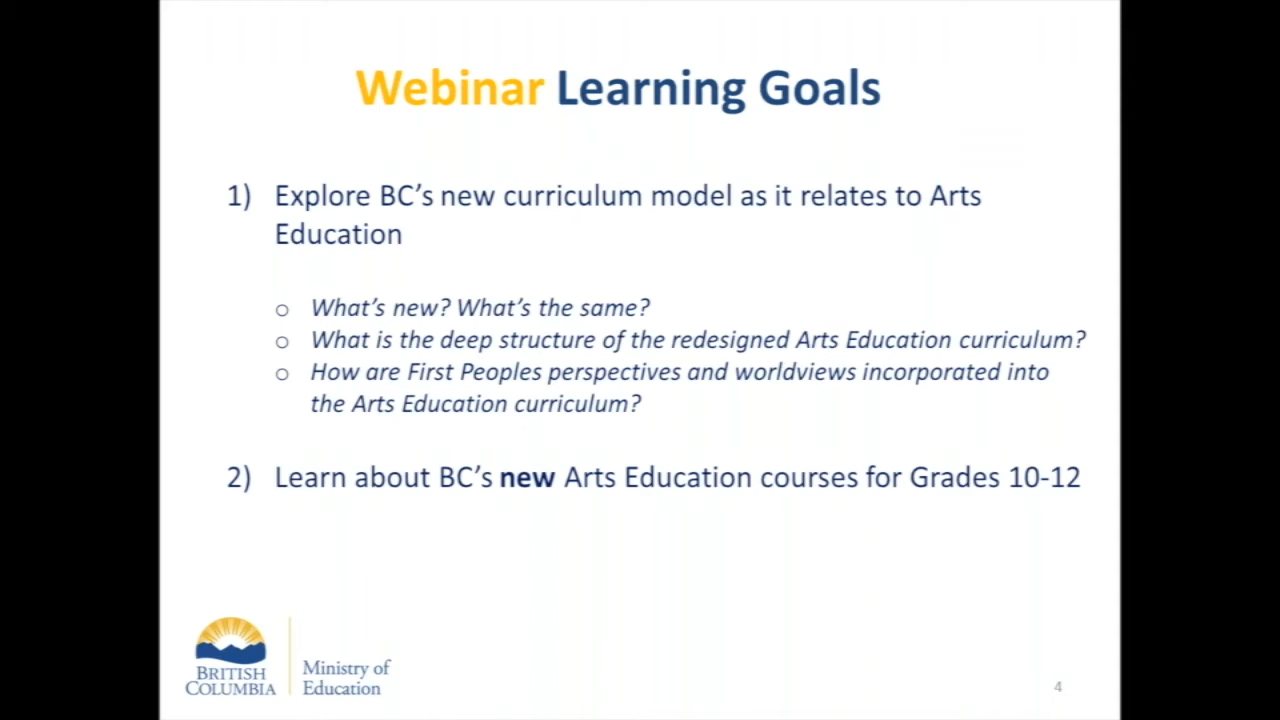 Webinar Learning Goals
1) Explore BC’s new curriculum model as it relates to Arts
Education
o What’s new? What’s the same?
o What is the deep structure of the redesigned Arts Education curriculum?
o How are First Peoples perspectives and worldviews incorporated into
the Arts Education curriculum?
2) Learn about BC’s new Arts Education courses for Grades 10-12
BRITISH
COLUMBIA
Ministry of
Education
4